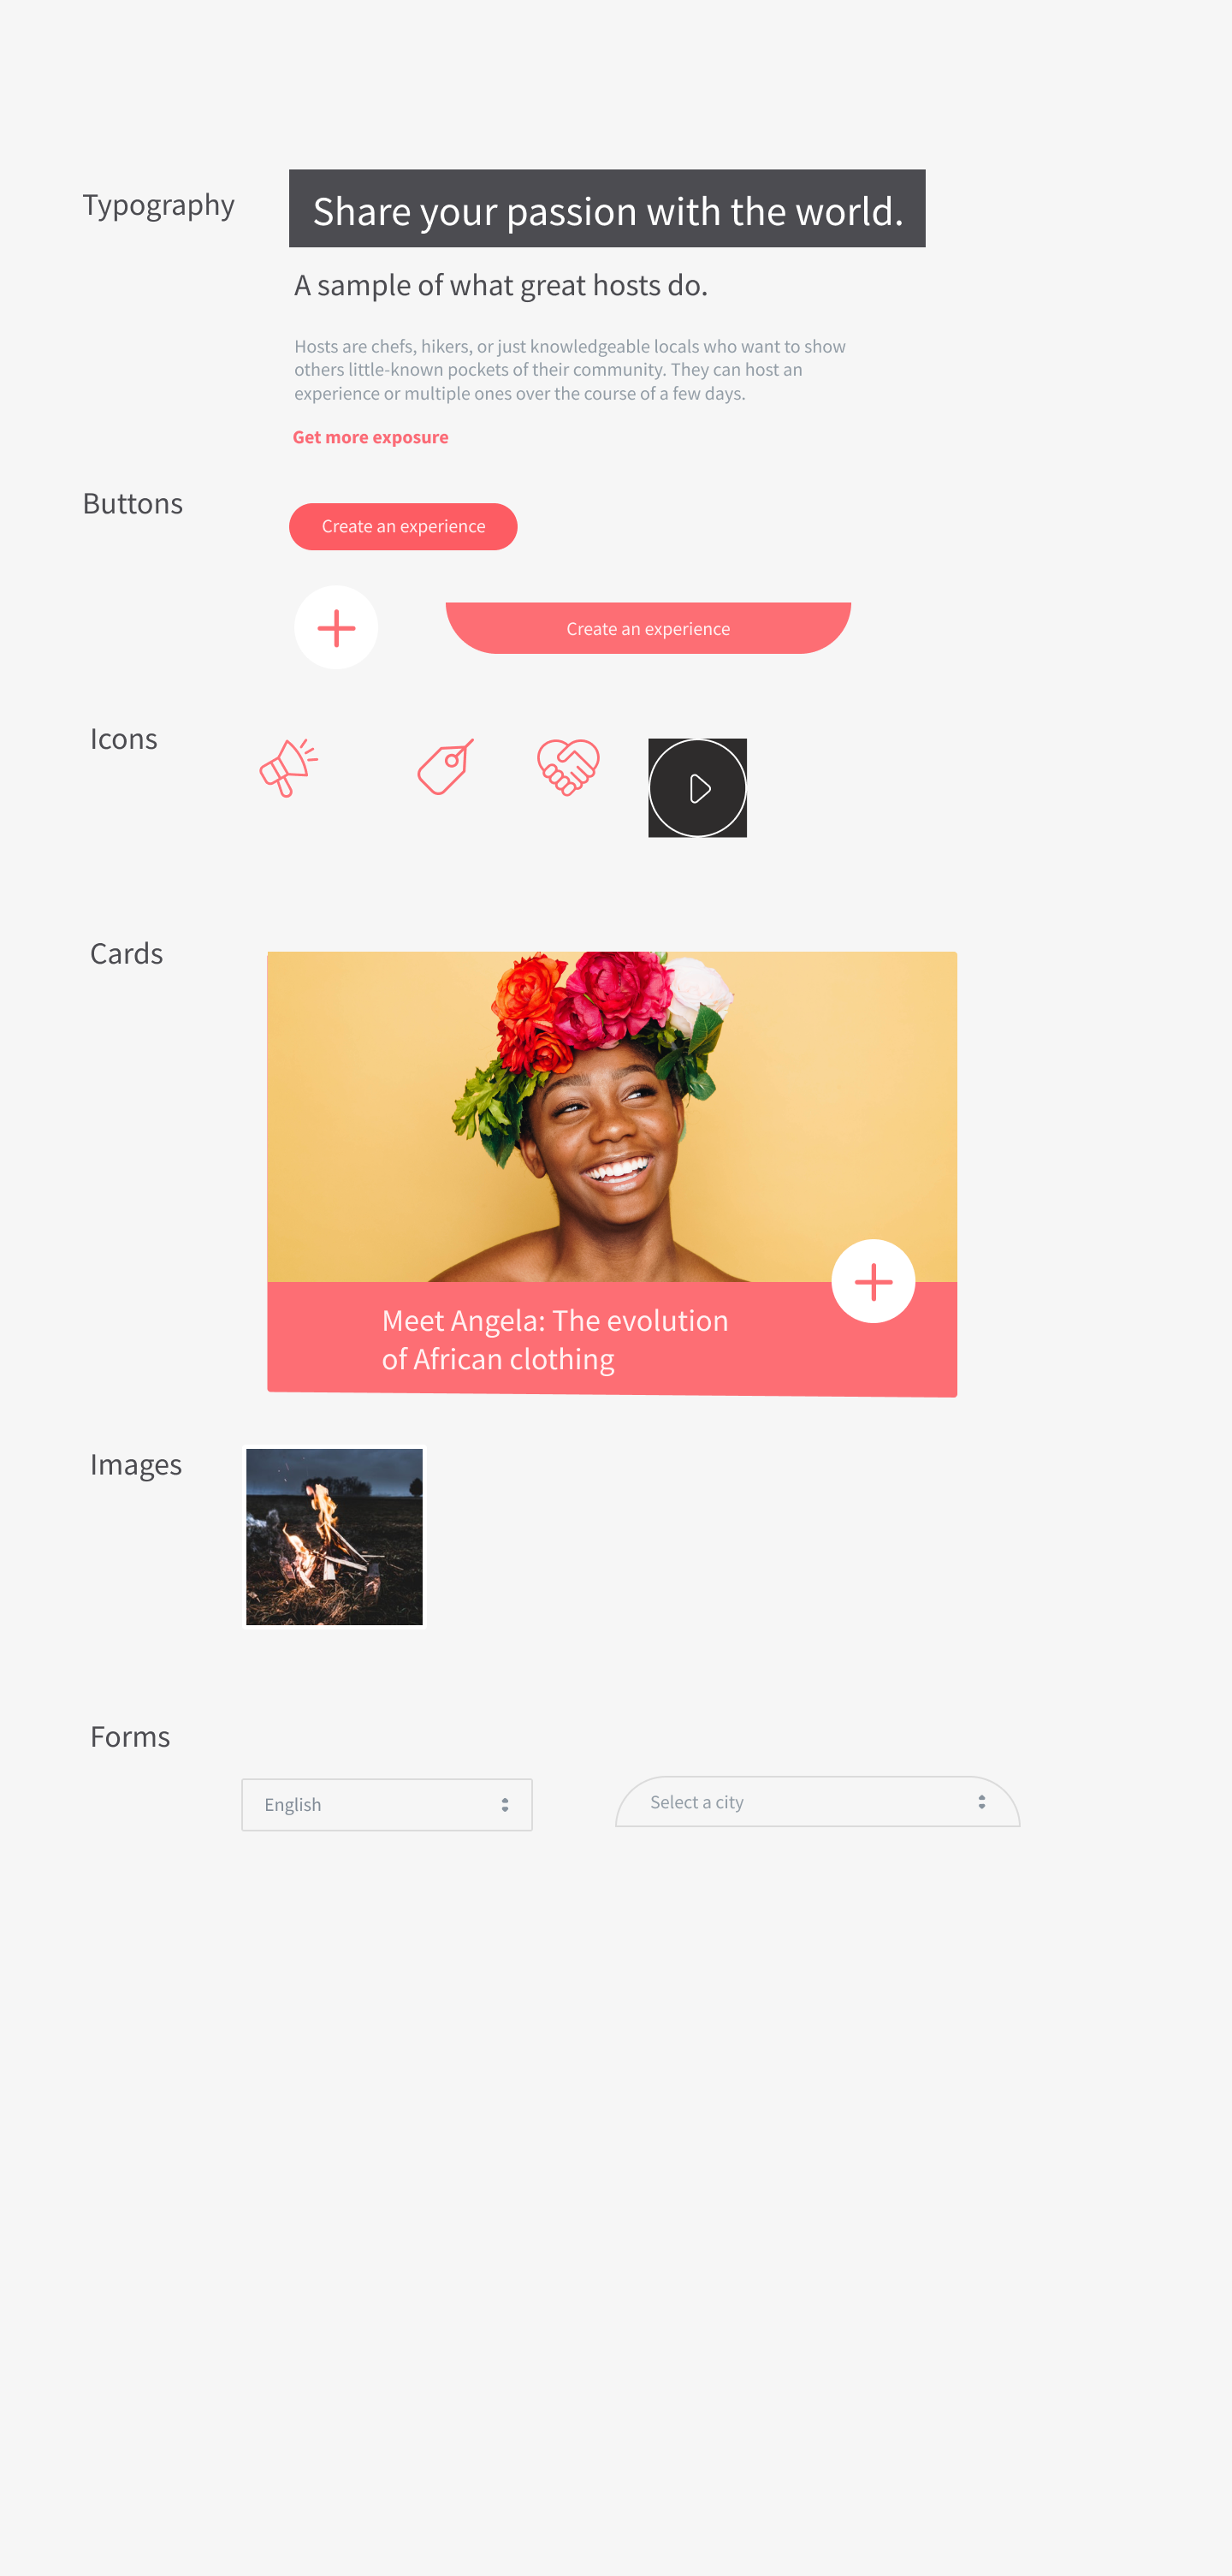 Typography
Share your passion with the world.
A sample of what great hosts do.
Hosts are chefs, hikers, or just knowledgeable locals who want to show
others little-known pockets of their community. They can host an
experience or multiple ones over the course of a few days.
Get more exposure
Buttons
Create an experience
Create an experience
Icons
Cards
Meet Angela: The evolution
of African clothing
Images
Forms
English
Select a city